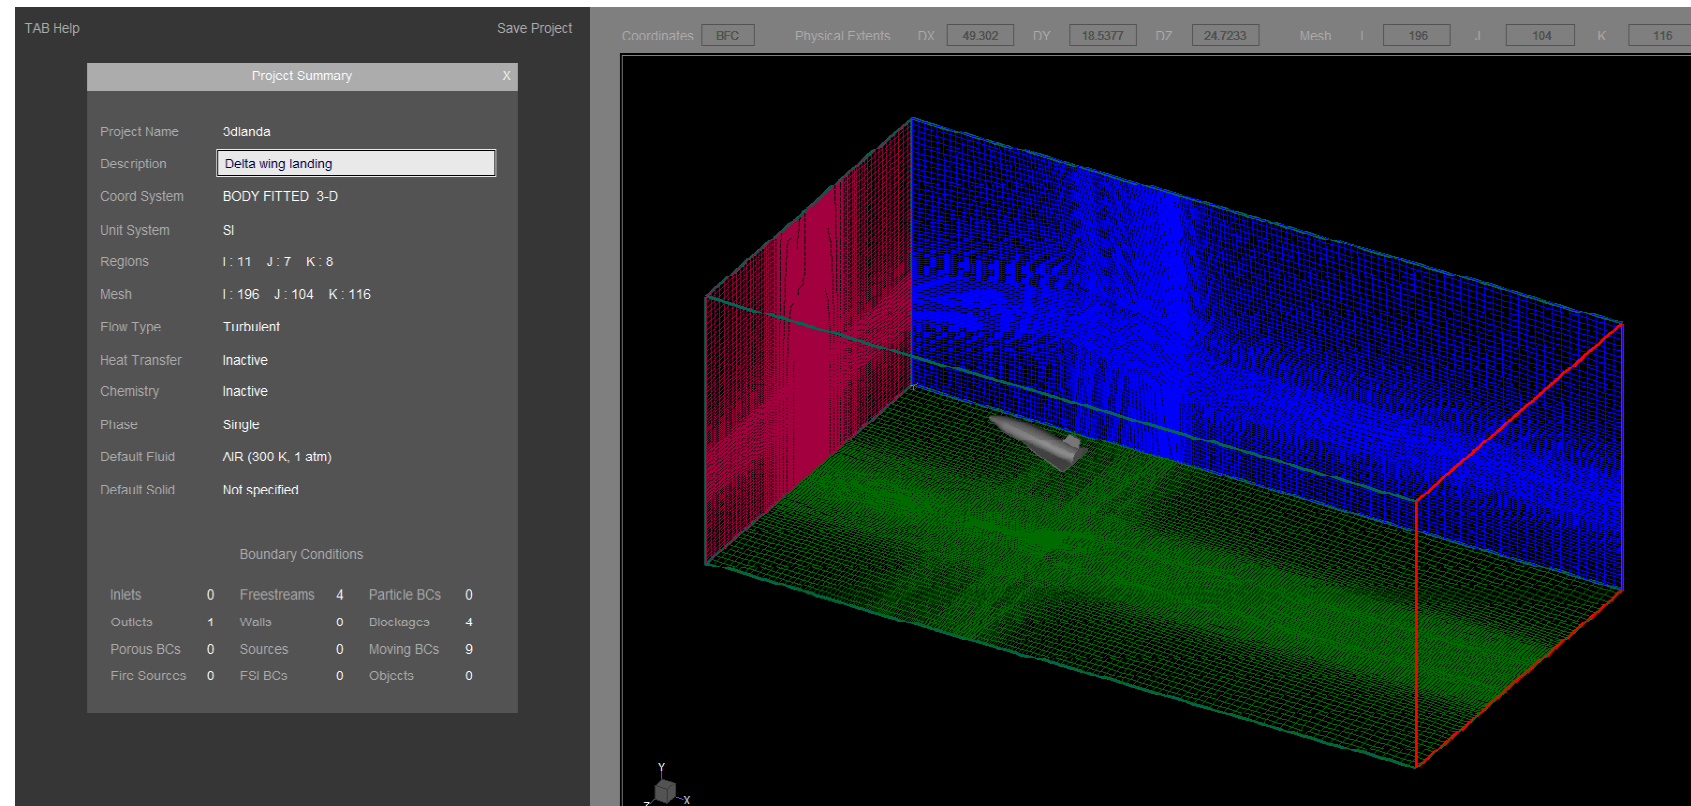 TAB Help Save Project
Coordinates BFC Physical Extents DX 49.302 DY 18.5377 DZ 24.7233 Mesh I 196 J 104 K 116
Project Summary X
Project Name 3dlanda
Description Delta wing landing
Coord System BODY FITTED 3-D
Unit System SI
Regions I : 11 J : 7 K : 8
Mesh I : 196 J : 104 K : 116
Flow Type Turbulent
Heat Transfer Inactive
Chemistry Inactive
Phase Single
Default Fluid AIR (300 K, 1 atm)
Default Solid Not specified
Boundary Conditions
Inlets 0 Freestreams 4 Particle BCs 0
Outlets 1 Walls 0 Blockages 4
Porous BCs 0 Sources 0 Moving BCs 9
Fire Sources 0 FSI BCs 0 Objects 0
Y
X
Z